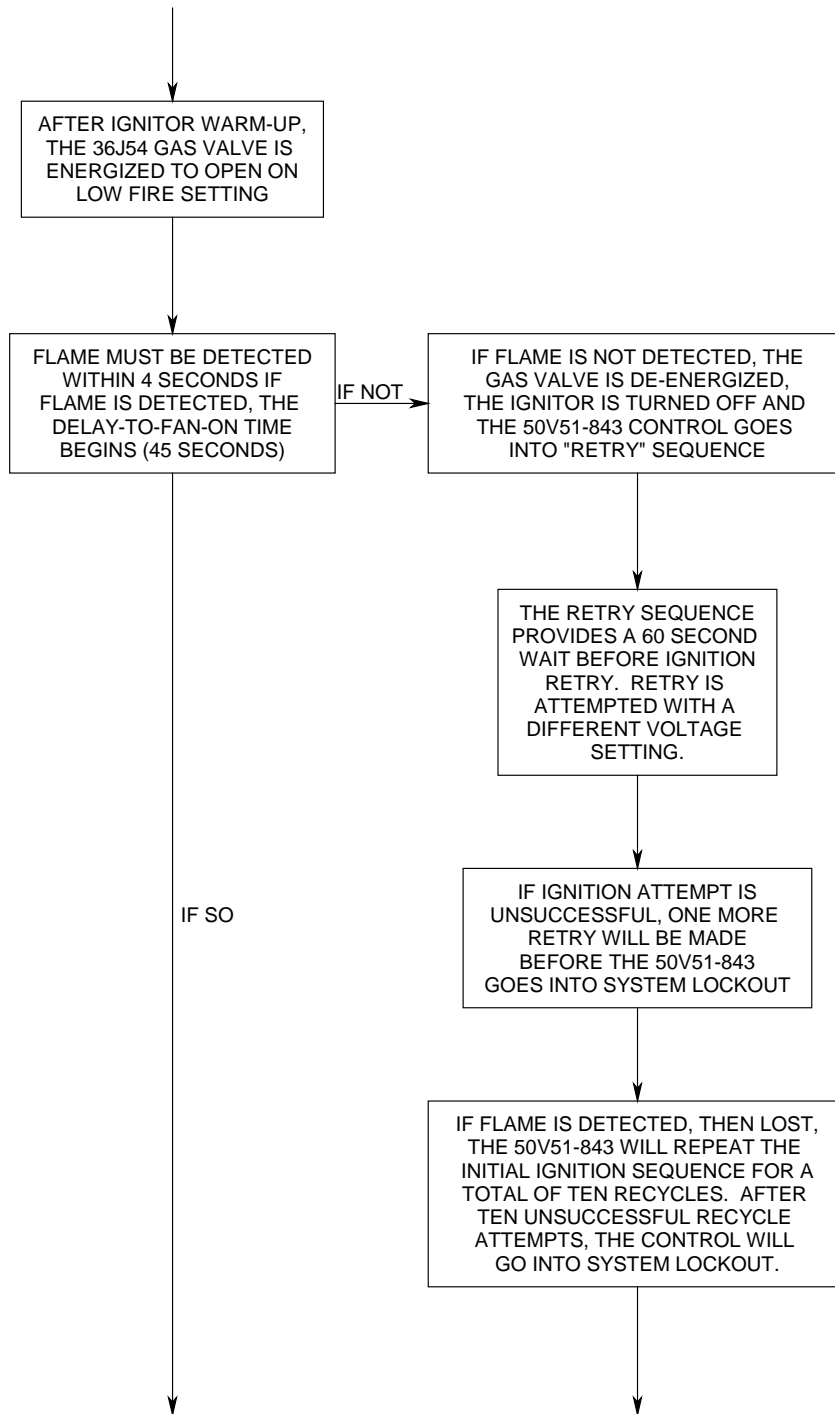 AFTER IGNITOR WARM-UP,
THE 36J54 GAS VALVE IS
ENERGIZED TO OPEN ON
LOW FIRE SETTING
FLAME MUST BE DETECTED
WITHIN 4 SECONDS IF
FLAME IS DETECTED, THE
DELAY-TO-FAN-ON TIME
BEGINS (45 SECONDS)
IF NOT
IF FLAME IS NOT DETECTED, THE
GAS VALVE IS DE-ENERGIZED,
THE IGNITOR IS TURNED OFF AND
THE 50V51-843 CONTROL GOES
INTO "RETRY" SEQUENCE
THE RETRY SEQUENCE
PROVIDES A 60 SECOND
WAIT BEFORE IGNITION
RETRY. RETRY IS
ATTEMPTED WITH A
DIFFERENT VOLTAGE
SETTING.
IF SO
IF IGNITION ATTEMPT IS
UNSUCCESSFUL, ONE MORE
RETRY WILL BE MADE
BEFORE THE 50V51-843
GOES INTO SYSTEM LOCKOUT
IF FLAME IS DETECTED, THEN LOST,
THE 50V51-843 WILL REPEAT THE
INITIAL IGNITION SEQUENCE FOR A
TOTAL OF TEN RECYCLES. AFTER
TEN UNSUCCESSFUL RECYCLE
ATTEMPTS, THE CONTROL WILL
GO INTO SYSTEM LOCKOUT.